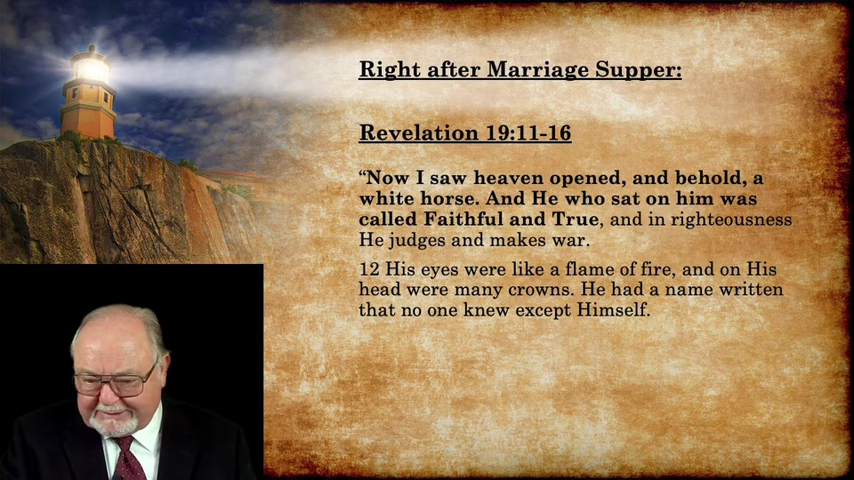 Right after Marriage Supper:
Revelation 19:11-16
“Now I saw heaven opened, and behold, a
white horse. And He who sat on him was
called Faithful and True, and in righteousness
He judges and makes war.
12 His eyes were like a flame of fire, and on His
head were many crowns. He had a name written
that no one knew except Himself.